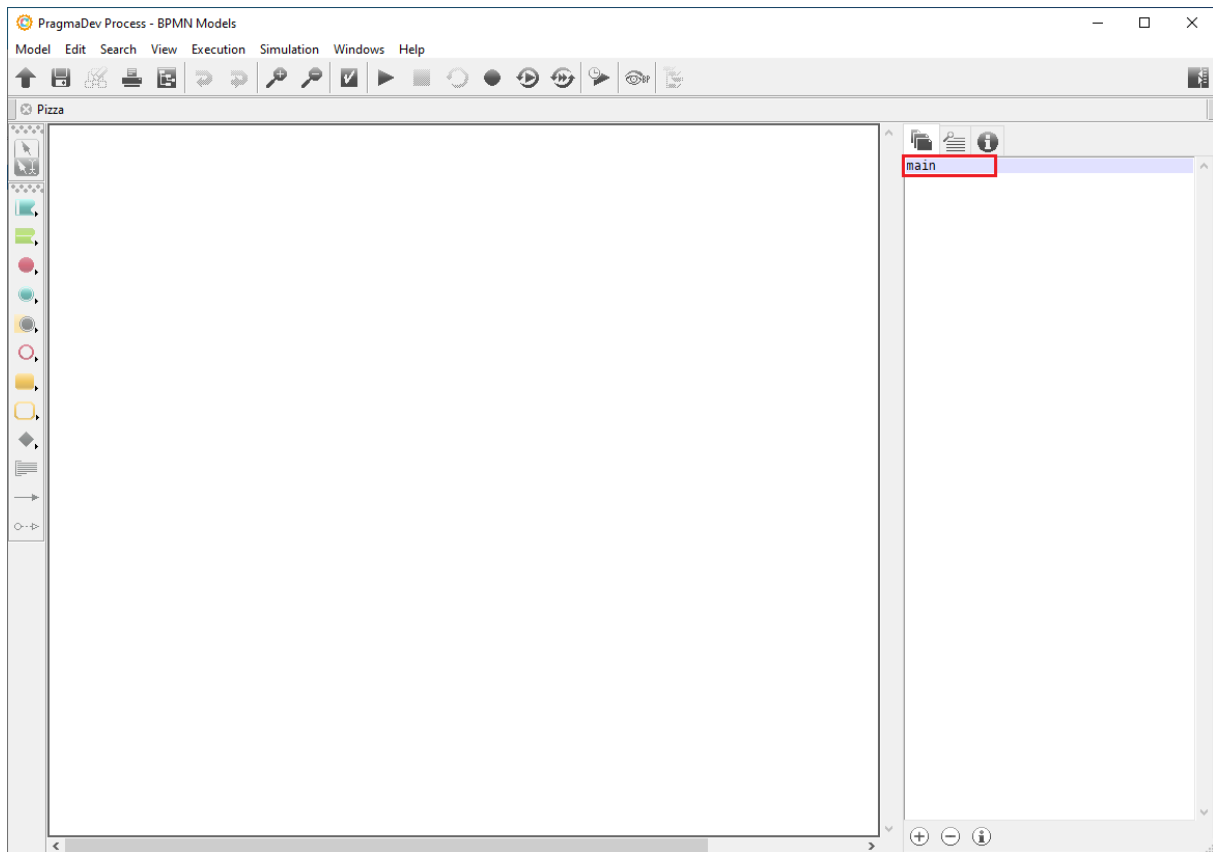 PragmaDev Process - BPMN Models
Model Edit Search View Execution Simulation Windows Help
Pizza
main